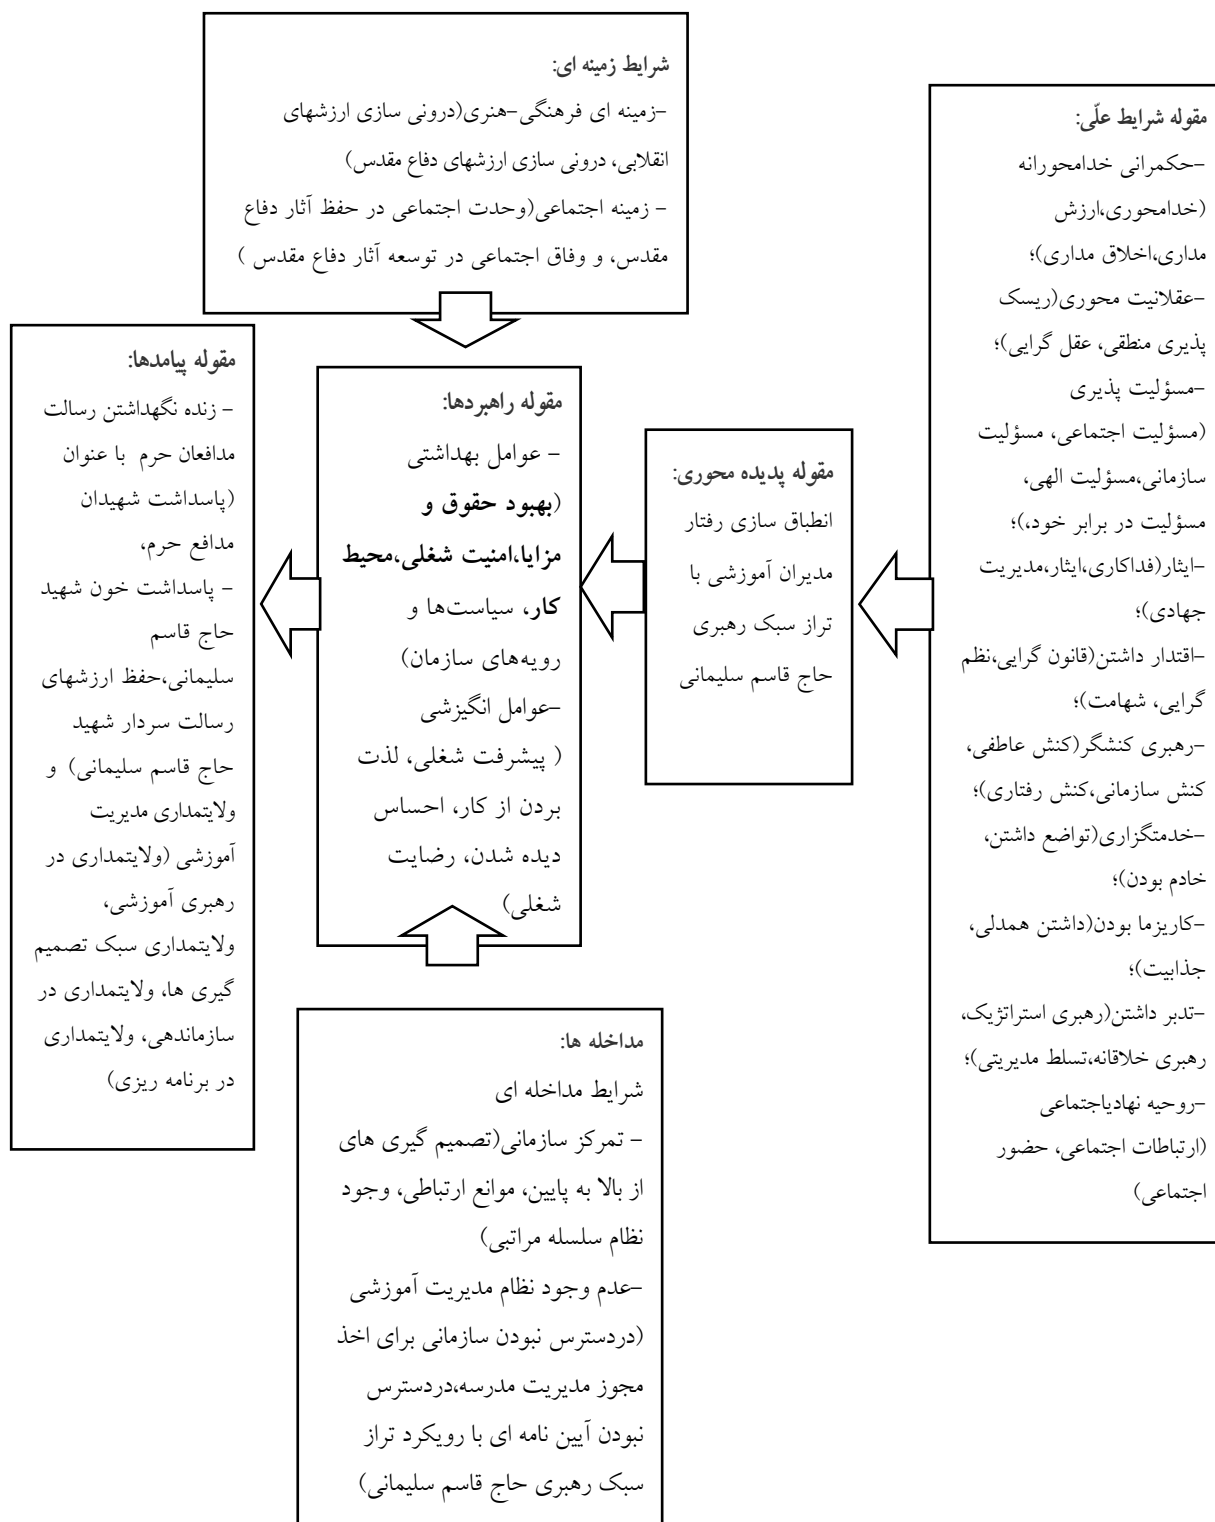 شرایط زمینه ای:
-زمینه ای فرهنگی-هنری(درونی سازی ارزشهای
انقلابی، درونی سازی ارزشهای دفاع مقدس)
- زمینه اجتماعی(وحدت اجتماعی در حفظ آثار دفاع
مقدس، و وفاق اجتماعی در توسعه آثار دفاع مقدس )
مقوله شرایط علّی:
-حکمرانی خدامحورانه
(خدامحوری،ارزش
مداری،اخلاق مداری)؛
-عقلانیت محوری(ریسک
پذیری منطقی، عقل گرایی)؛
-مسؤلیت پذیری
(مسؤلیت اجتماعی، مسؤلیت
سازمانی،مسؤلیت الهی،
مسؤلیت در برابر خود،)؛
-ایثار(فداکاری،ایثار،مدیریت
جهادی)؛
-اقتدار داشتن(قانون گرایی،نظم
گرایی، شهامت)؛
-رهبری کنشگر(کنش عاطفی،
کنش سازمانی،کنش رفتاری)؛
-خدمتگزاری(تواضع داشتن،
خادم بودن)؛
-کاریزما بودن(داشتن همدلی،
جذابیت)؛
-تدبر داشتن(رهبری استراتژیک،
رهبری خلاقانه،تسلط مدیریتی)؛
-روحیه نهادیاجتماعی
(ارتباطات اجتماعی، حضور
اجتماعی)
مقوله پدیده محوری:
انطباق سازی رفتار
مدیران آموزشی با
تراز سبک رهبری
حاج قاسم سلیمانی
مقوله راهبردها:
- عوامل بهداشتی
(بهبود حقوق و
مزایا،امنیت شغلی،محیط
کار، سیاست‌ها و
رویه‌های سازمان)
-عوامل انگیزشی
( پیشرفت شغلی، لذت
بردن از کار، احساس
دیده شدن، رضایت
شغلی)
مقوله پیامدها:
- زنده نگهداشتن رسالت
مدافعان حرم با عنوان
(پاسداشت شهیدان
مدافع حرم،
- پاسداشت خون شهید
حاج قاسم
سلیمانی،حفظ ارزشهای
رسالت سردار شهید
حاج قاسم سلیمانی) و
ولایتمداری مدیریت
آموزشی (ولایتمداری در
رهبری آموزشی،
ولایتمداری سبک تصمیم
گیری ها، ولایتمداری در
سازماندهی، ولایتمداری
در برنامه ریزی)
مداخله ها:
شرایط مداخله ای
- تمرکز سازمانی(تصمیم گیری های
از بالا به پایین، موانع ارتباطی، وجود
نظام سلسله مراتبی)
-عدم وجود نظام مدیریت آموزشی
(دردسترس نبودن سازمانی برای اخذ
مجوز مدیریت مدرسه،دردسترس
نبودن آیین نامه ای با رویکرد تراز
سبک رهبری حاج قاسم سلیمانی)